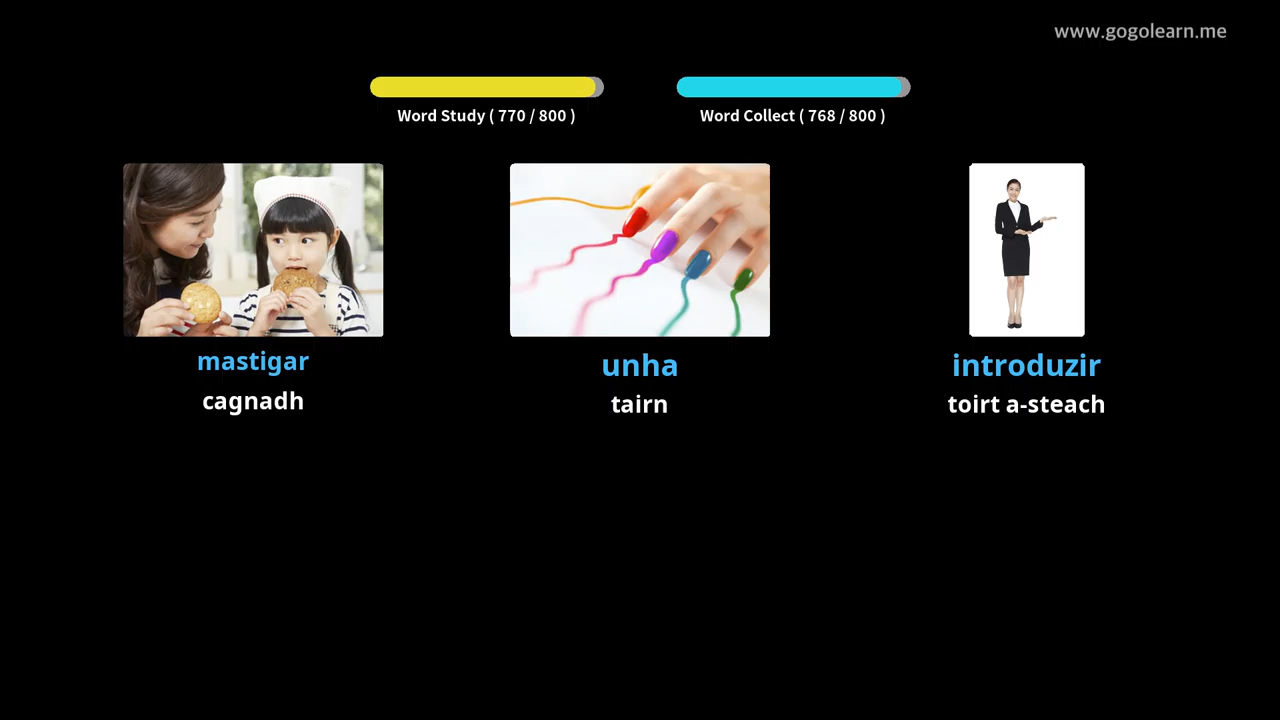 www.gogolearn.me
Word Study ( 770 / 800 )
Word Collect ( 768 / 800 )
mastigar
cagnadh
unha
tairn
introduzir
toirt a-steach